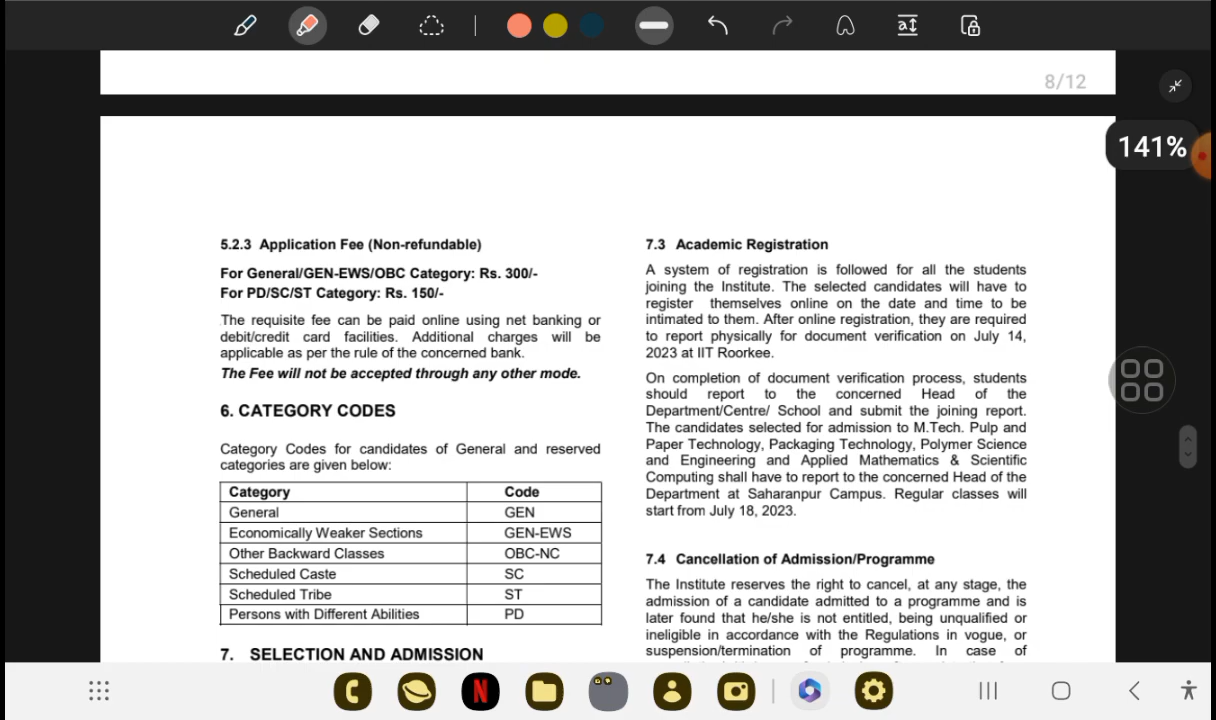 8/12
141%
5.2.3 Application Fee (Non-refundable)
For General/GEN-EWS/OBC Category: Rs. 300/-
For PD/SC/ST Category: Rs. 150/-
The requisite fee can be paid online using net banking or
debit/credit card facilities. Additional charges will be
applicable as per the rule of the concerned bank.
The Fee will not be accepted through any other mode.
6. CATEGORY CODES
Category Codes for candidates of General and reserved
categories are given below:
Category Code
General GEN
Economically Weaker Sections GEN-EWS
Other Backward Classes OBC-NC
Scheduled Caste SC
Scheduled Tribe ST
Persons with Different Abilities PD
7. SELECTION AND ADMISSION
7.3 Academic Registration
A system of registration is followed for all the students
joining the Institute. The selected candidates will have to
register themselves online on the date and time to be
intimated to them. After online registration, they are required
to report physically for document verification on July 14,
2023 at IIT Roorkee.
On completion of document verification process, students
should report to the concerned Head of the
Department/Centre/ School and submit the joining report.
The candidates selected for admission to M.Tech. Pulp and
Paper Technology, Packaging Technology, Polymer Science
and Engineering and Applied Mathematics & Scientific
Computing shall have to report to the concerned Head of the
Department at Saharanpur Campus. Regular classes will
start from July 18, 2023.
7.4 Cancellation of Admission/Programme
The Institute reserves the right to cancel, at any stage, the
admission of a candidate admitted to a programme and is
later found that he/she is not entitled, being unqualified or
ineligible in accordance with the Regulations in vogue, or
suspension/termination of programme. In case of